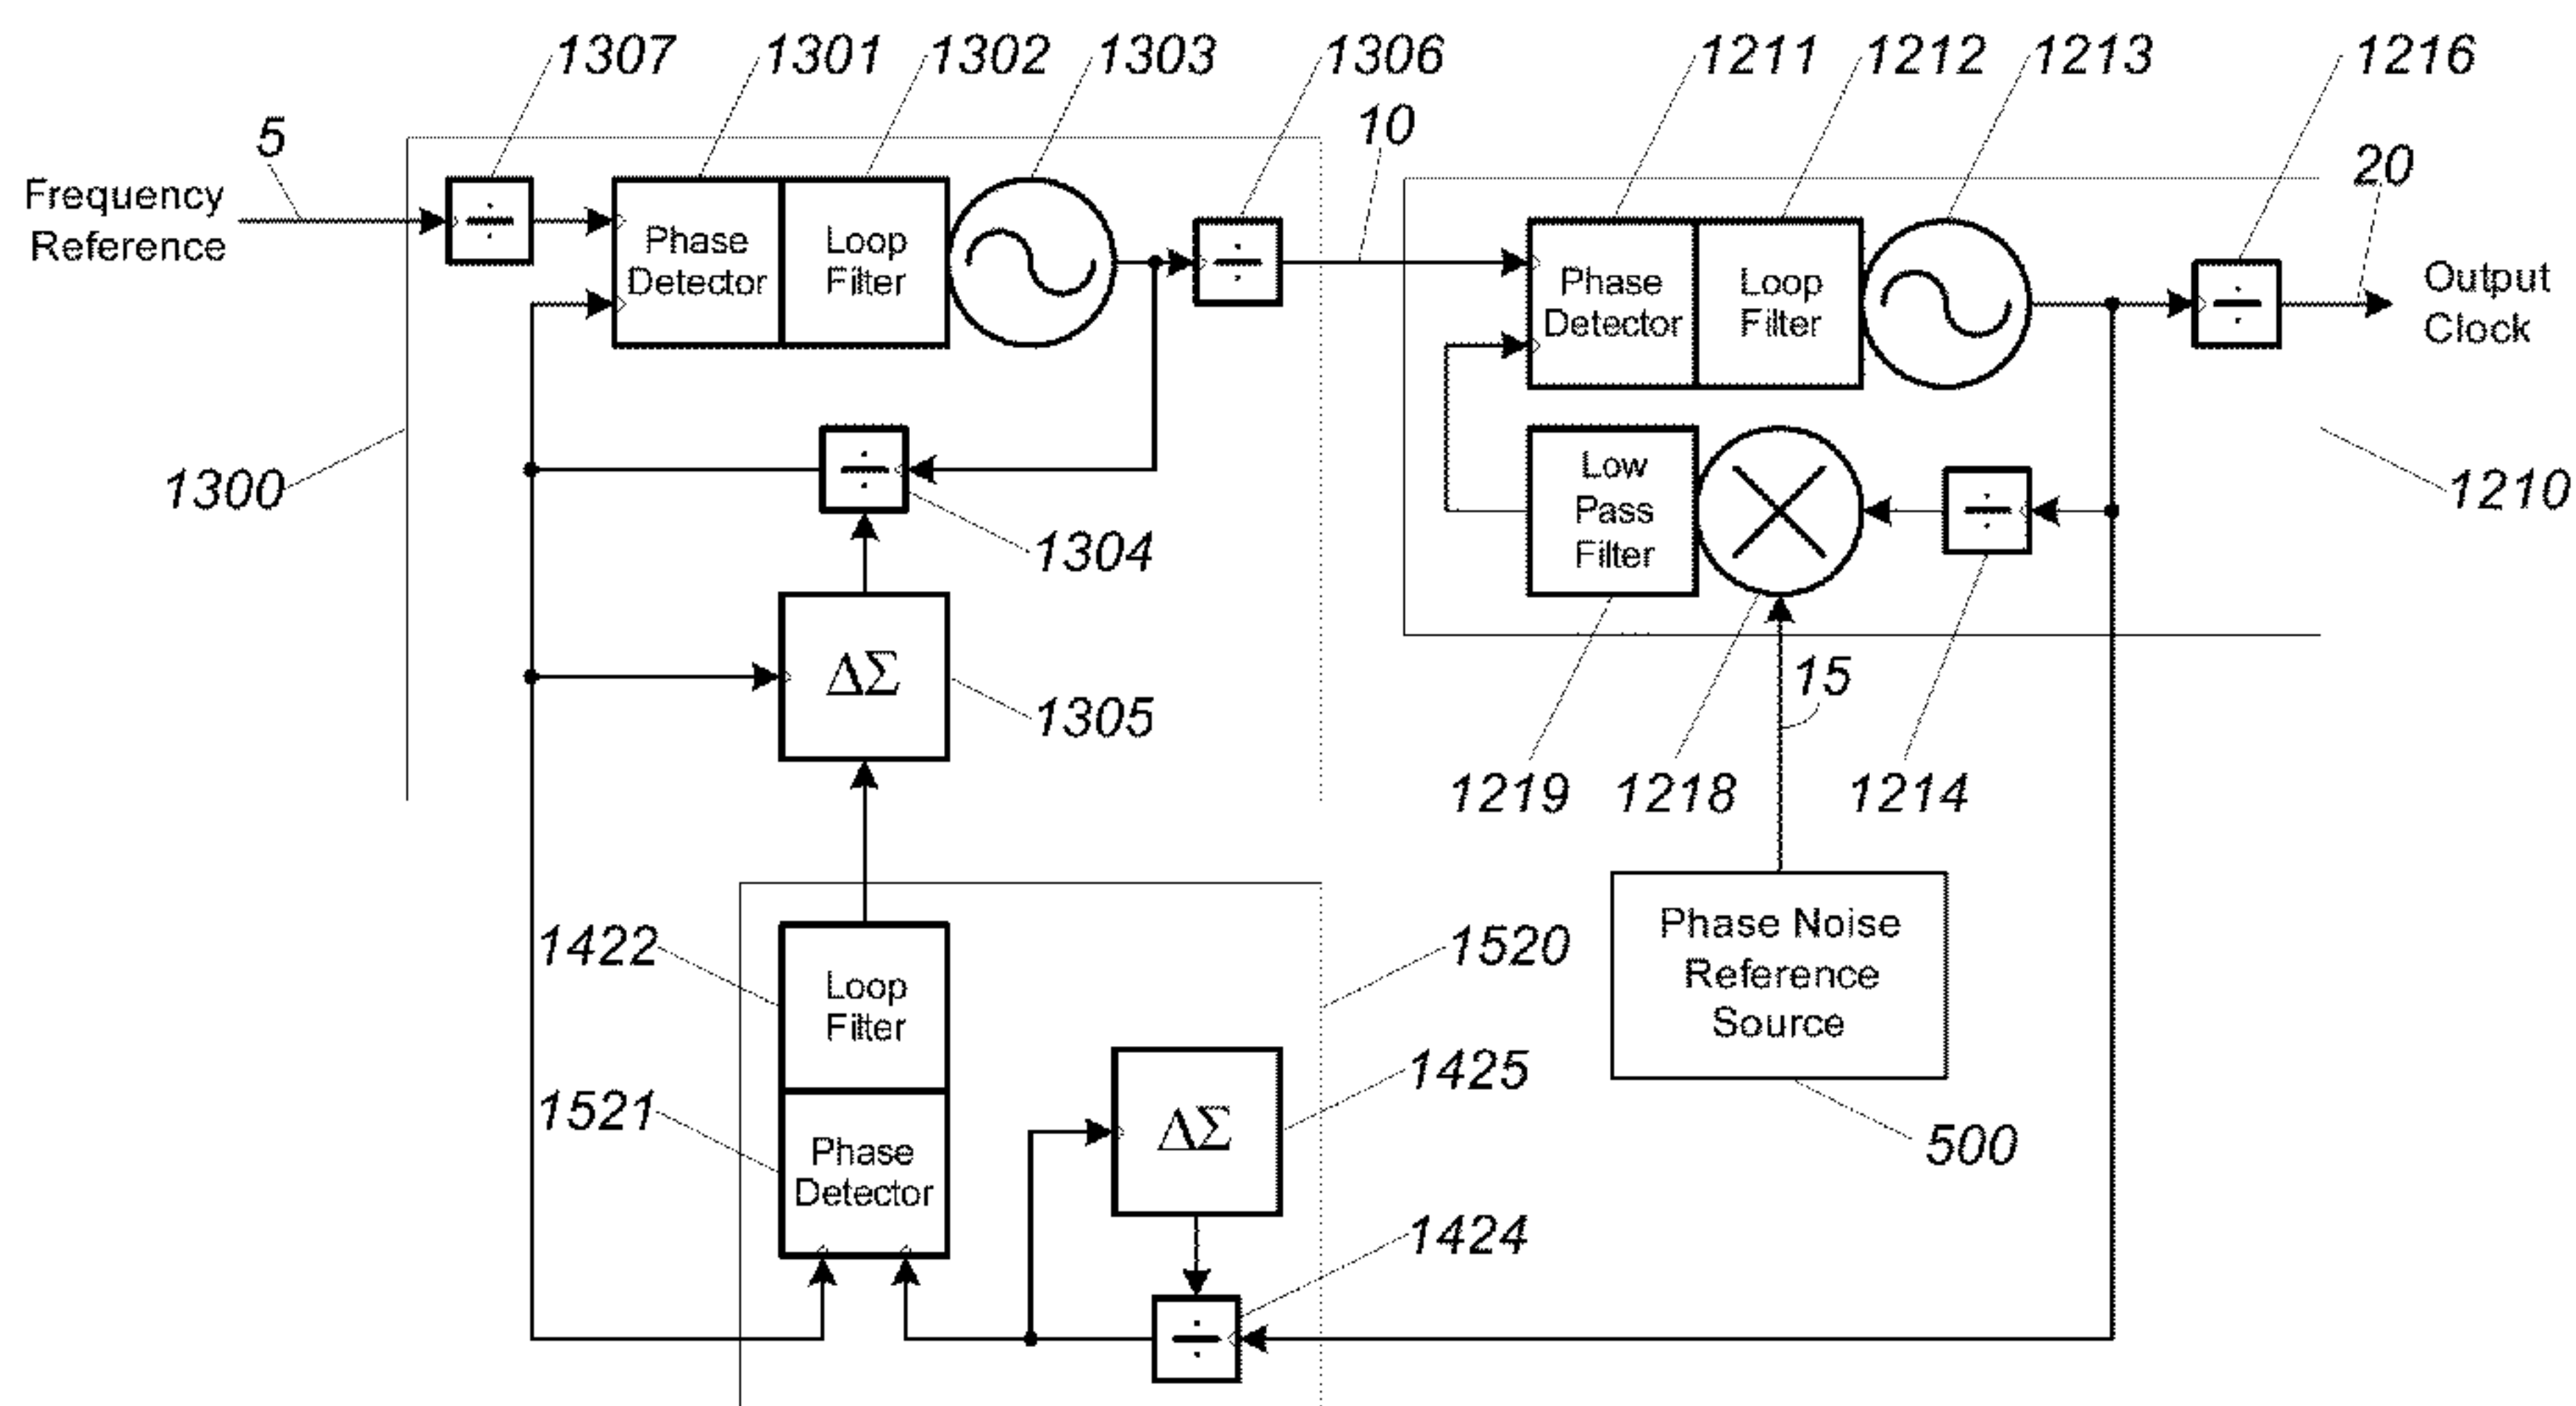 1307
1301
1302
1303
1306
1211
1212
1213
1216
5
10
20
Frequency
Reference
Phase
Detector
Loop
Filter
Phase
Detector
Loop
Filter
Output
Clock
1300
1304
Low
Pass
Filter
1210
ΔΣ
1305
15
1219
1218
1214
1422
Loop
Filter
1520
Phase Noise
Reference
Source
1521
Phase
Detector
ΔΣ
1425
500
1424